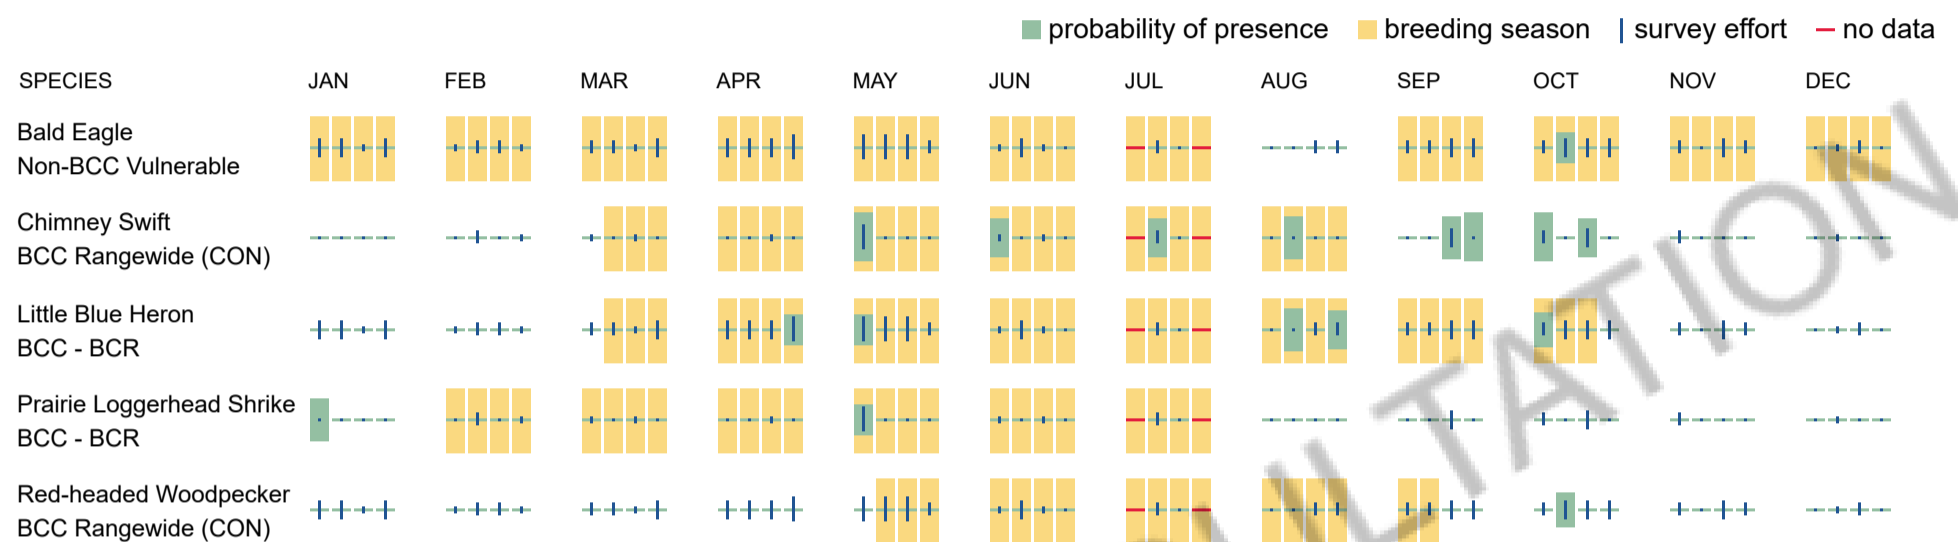 probability of presence breeding season survey effort no data
SPECIES JAN FEB MAR APR MAY JUN JUL AUG SEP OCT NOV DEC
Bald Eagle
Non-BCC Vulnerable
Chimney Swift
BCC Rangewide (CON)
Little Blue Heron
BCC - BCR
Prairie Loggerhead Shrike
BCC - BCR
Red-headed Woodpecker
BCC Rangewide (CON)
ULTATION